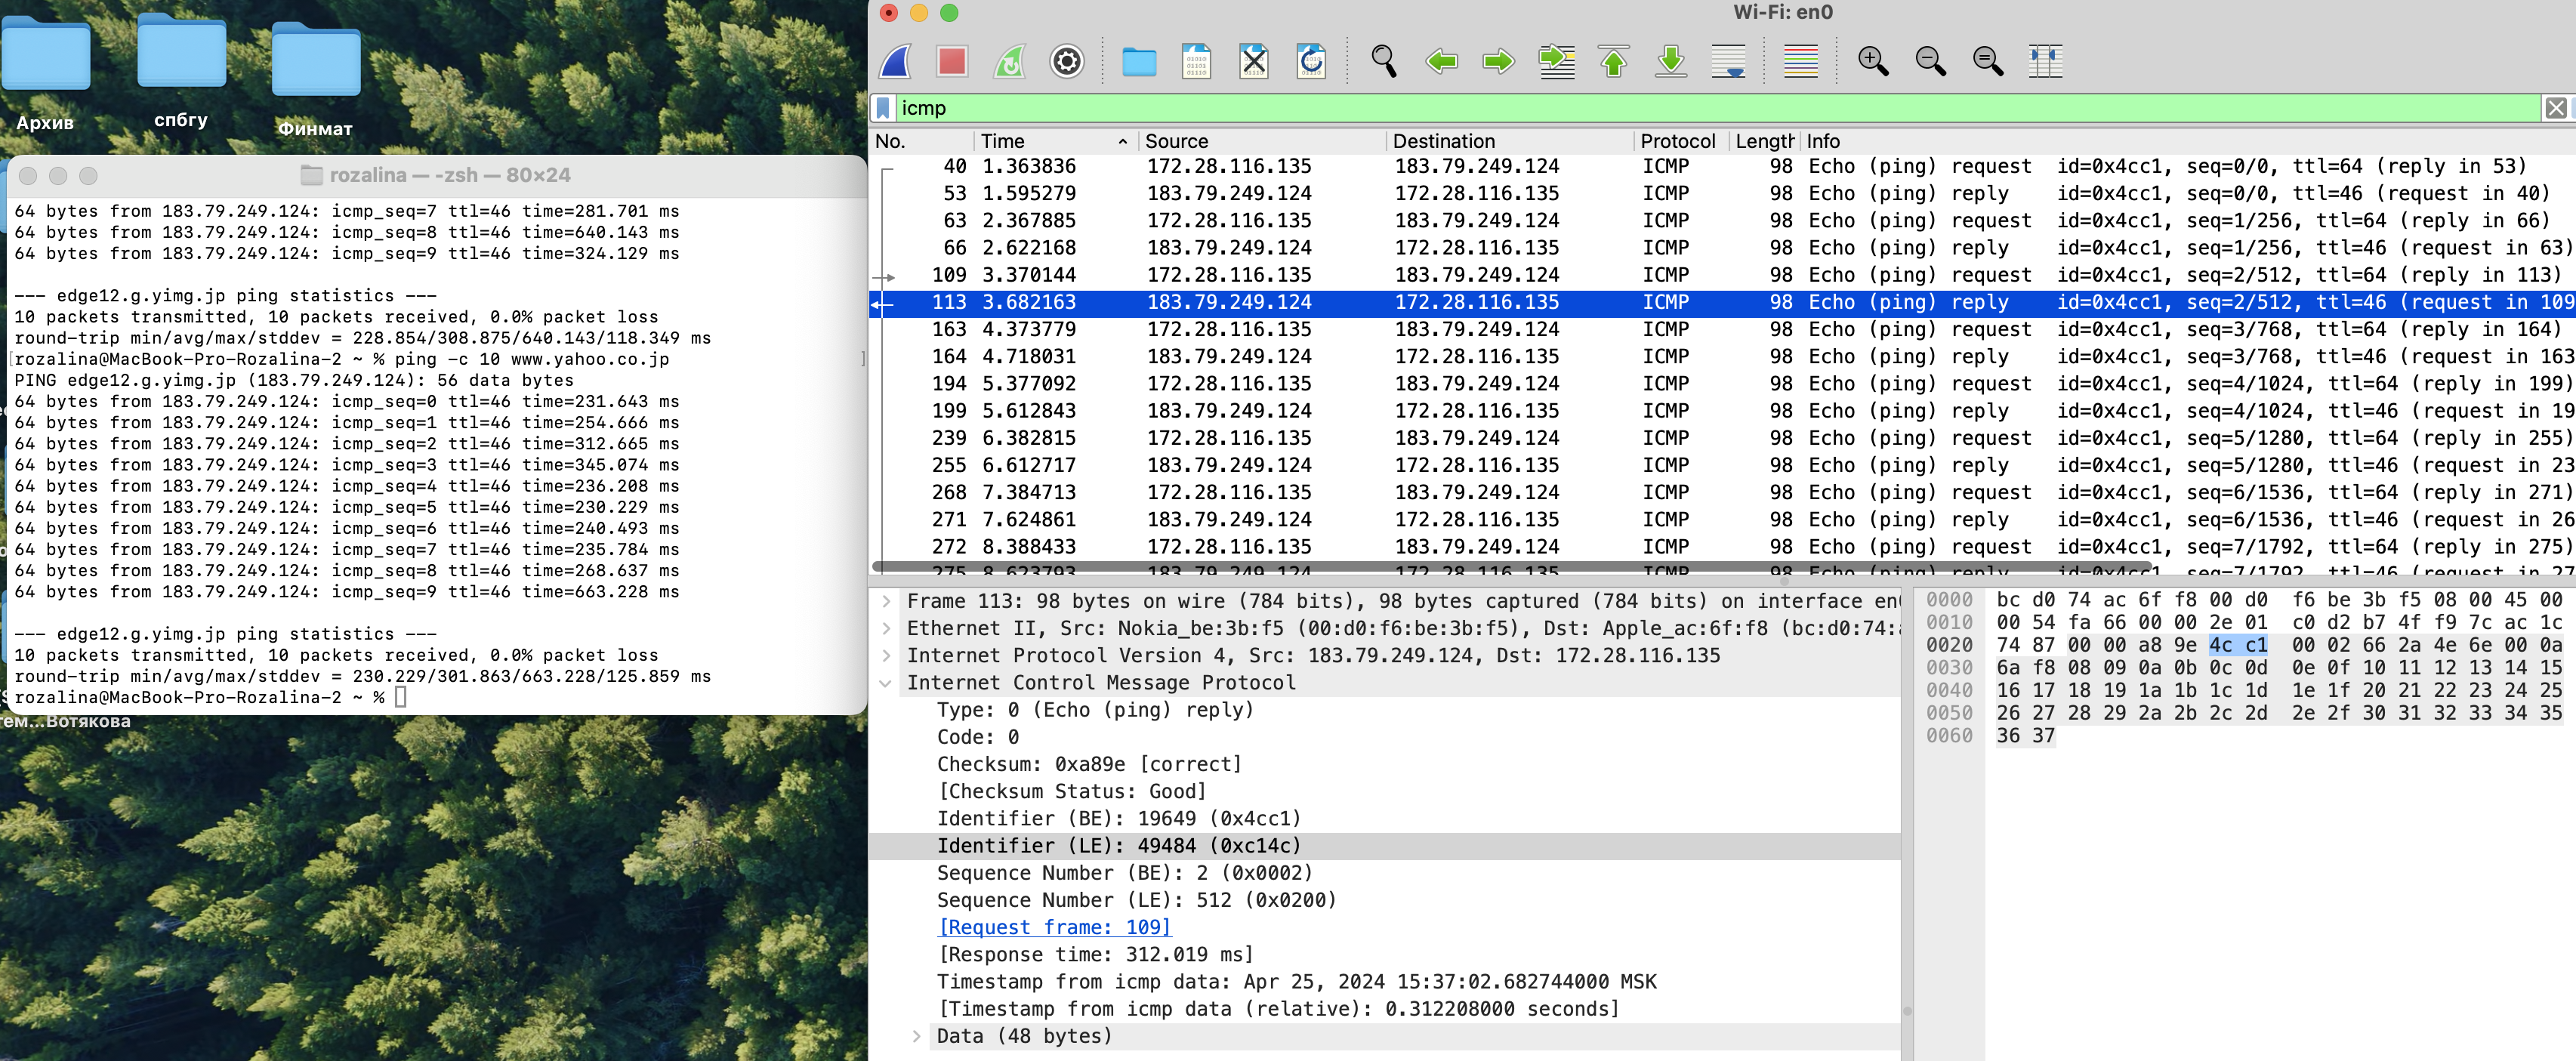 Архив
спбгу
Финмат
rozalina — -zsh — 80×24
64 bytes from 183.79.249.124: icmp_seq=7 ttl=46 time=281.701 ms
64 bytes from 183.79.249.124: icmp_seq=8 ttl=46 time=640.143 ms
64 bytes from 183.79.249.124: icmp_seq=9 ttl=46 time=324.129 ms
--- edge12.g.yimg.jp ping statistics ---
10 packets transmitted, 10 packets received, 0.0% packet loss
round-trip min/avg/max/stddev = 228.854/308.875/640.143/118.349 ms
[rozalina@MacBook-Pro-Rozalina-2 ~ % ping -c 10 www.yahoo.co.jp ]
PING edge12.g.yimg.jp (183.79.249.124): 56 data bytes
64 bytes from 183.79.249.124: icmp_seq=0 ttl=46 time=231.643 ms
64 bytes from 183.79.249.124: icmp_seq=1 ttl=46 time=254.666 ms
64 bytes from 183.79.249.124: icmp_seq=2 ttl=46 time=312.665 ms
64 bytes from 183.79.249.124: icmp_seq=3 ttl=46 time=345.074 ms
64 bytes from 183.79.249.124: icmp_seq=4 ttl=46 time=236.208 ms
64 bytes from 183.79.249.124: icmp_seq=5 ttl=46 time=230.229 ms
64 bytes from 183.79.249.124: icmp_seq=6 ttl=46 time=240.493 ms
64 bytes from 183.79.249.124: icmp_seq=7 ttl=46 time=235.784 ms
64 bytes from 183.79.249.124: icmp_seq=8 ttl=46 time=268.637 ms
64 bytes from 183.79.249.124: icmp_seq=9 ttl=46 time=663.228 ms
--- edge12.g.yimg.jp ping statistics ---
10 packets transmitted, 10 packets received, 0.0% packet loss
round-trip min/avg/max/stddev = 230.229/301.863/663.228/125.859 ms
rozalina@MacBook-Pro-Rozalina-2 ~ %
тем...Вотякова
Wi-Fi: en0
icmp
No. Time Source Destination Protocol Length Info
40 1.363836 172.28.116.135 183.79.249.124 ICMP 98 Echo (ping) request id=0x4cc1, seq=0/0, ttl=64 (reply in 53)
53 1.595279 183.79.249.124 172.28.116.135 ICMP 98 Echo (ping) reply id=0x4cc1, seq=0/0, ttl=46 (request in 40)
63 2.367885 172.28.116.135 183.79.249.124 ICMP 98 Echo (ping) request id=0x4cc1, seq=1/256, ttl=64 (reply in 66)
66 2.622168 183.79.249.124 172.28.116.135 ICMP 98 Echo (ping) reply id=0x4cc1, seq=1/256, ttl=46 (request in 63)
109 3.370144 172.28.116.135 183.79.249.124 ICMP 98 Echo (ping) request id=0x4cc1, seq=2/512, ttl=64 (reply in 113)
113 3.682163 183.79.249.124 172.28.116.135 ICMP 98 Echo (ping) reply id=0x4cc1, seq=2/512, ttl=46 (request in 109
163 4.373779 172.28.116.135 183.79.249.124 ICMP 98 Echo (ping) request id=0x4cc1, seq=3/768, ttl=64 (reply in 164)
164 4.718031 183.79.249.124 172.28.116.135 ICMP 98 Echo (ping) reply id=0x4cc1, seq=3/768, ttl=46 (request in 163
194 5.377092 172.28.116.135 183.79.249.124 ICMP 98 Echo (ping) request id=0x4cc1, seq=4/1024, ttl=64 (reply in 199)
199 5.612843 183.79.249.124 172.28.116.135 ICMP 98 Echo (ping) reply id=0x4cc1, seq=4/1024, ttl=46 (request in 19
239 6.382815 172.28.116.135 183.79.249.124 ICMP 98 Echo (ping) request id=0x4cc1, seq=5/1280, ttl=64 (reply in 255)
255 6.612717 183.79.249.124 172.28.116.135 ICMP 98 Echo (ping) reply id=0x4cc1, seq=5/1280, ttl=46 (request in 23
268 7.384713 172.28.116.135 183.79.249.124 ICMP 98 Echo (ping) request id=0x4cc1, seq=6/1536, ttl=64 (reply in 271)
271 7.624861 183.79.249.124 172.28.116.135 ICMP 98 Echo (ping) reply id=0x4cc1, seq=6/1536, ttl=46 (request in 26
272 8.388433 172.28.116.135 183.79.249.124 ICMP 98 Echo (ping) request id=0x4cc1, seq=7/1792, ttl=64 (reply in 275)
275 8.623793 183.79.249.124 172.28.116.135 ICMP 98 Echo (ping) reply id=0x4cc1, seq=7/1792, ttl=46 (request in 27
Frame 113: 98 bytes on wire (784 bits), 98 bytes captured (784 bits) on interface en
Ethernet II, Src: Nokia_be:3b:f5 (00:d0:f6:be:3b:f5), Dst: Apple_ac:6f:f8 (bc:d0:74:
Internet Protocol Version 4, Src: 183.79.249.124, Dst: 172.28.116.135
Internet Control Message Protocol
Type: 0 (Echo (ping) reply)
Code: 0
Checksum: 0xa89e [correct]
[Checksum Status: Good]
Identifier (BE): 19649 (0x4cc1)
Identifier (LE): 49484 (0xc14c)
Sequence Number (BE): 2 (0x0002)
Sequence Number (LE): 512 (0x0200)
[Request frame: 109]
[Response time: 312.019 ms]
Timestamp from icmp data: Apr 25, 2024 15:37:02.682744000 MSK
[Timestamp from icmp data (relative): 0.312208000 seconds]
Data (48 bytes)
0000 bc d0 74 ac 6f f8 00 d0 f6 be 3b f5 08 00 45 00
0010 00 54 fa 66 00 00 2e 01 c0 d2 b7 4f f9 7c ac 1c
0020 74 87 00 00 a8 9e 4c c1 00 02 66 2a 4e 6e 00 0a
0030 6a f8 08 09 0a 0b 0c 0d 0e 0f 10 11 12 13 14 15
0040 16 17 18 19 1a 1b 1c 1d 1e 1f 20 21 22 23 24 25
0050 26 27 28 29 2a 2b 2c 2d 2e 2f 30 31 32 33 34 35
0060 36 37